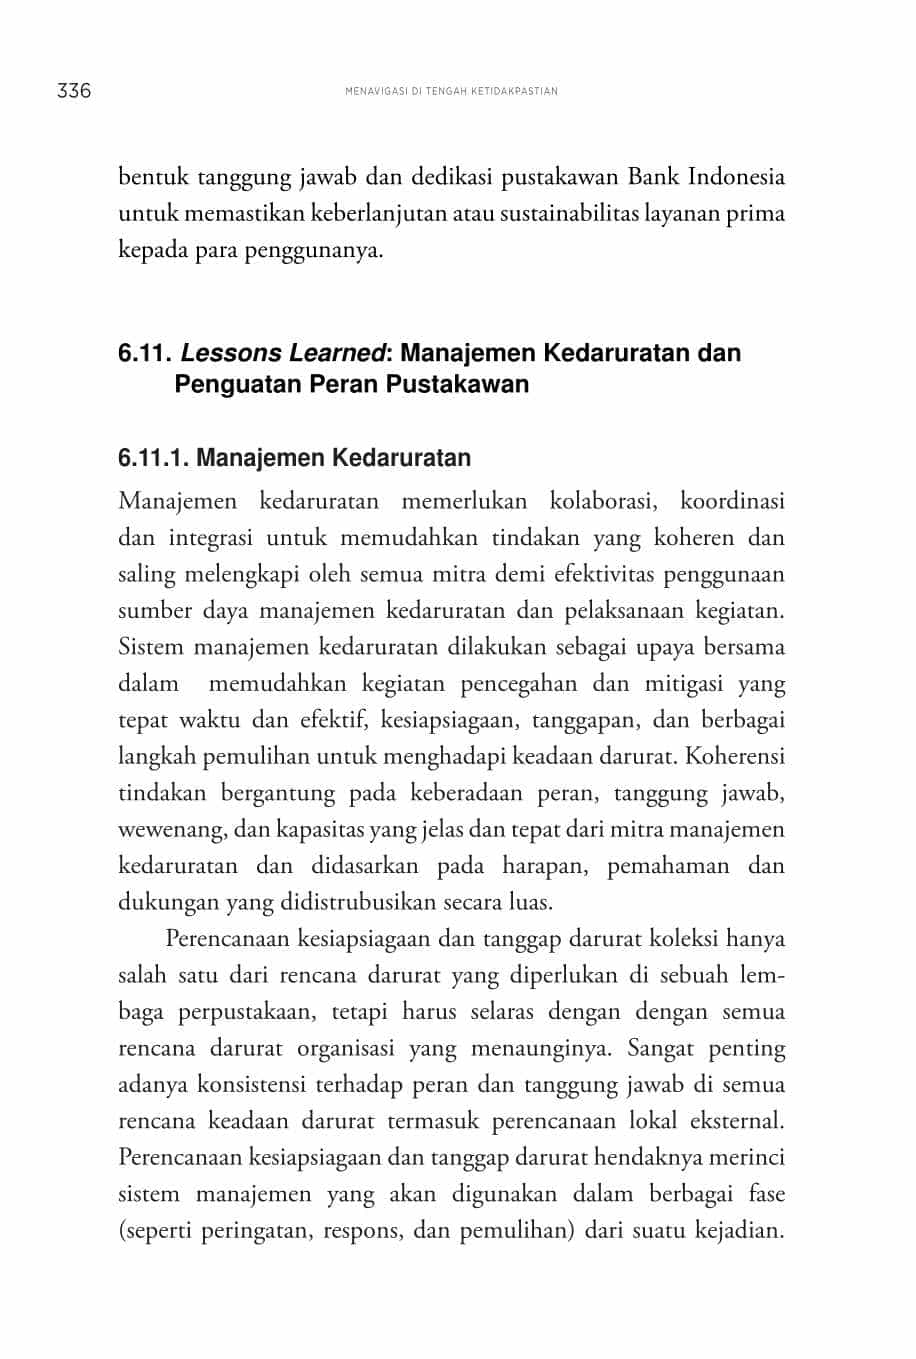 336
MENAVIGASI DI TENGAH KETIDAKPASTIAN
bentuk tanggung jawab dan dedikasi pustakawan Bank Indonesia
untuk memastikan keberlanjutan atau sustainabilitas layanan prima
kepada para penggunanya.
6.11. Lessons Learned: Manajemen Kedaruratan dan
Penguatan Peran Pustakawan
6.11.1. Manajemen Kedaruratan
Manajemen kedaruratan memerlukan kolaborasi, koordinasi
dan integrasi untuk memudahkan tindakan yang koheren dan
saling melengkapi oleh semua mitra demi efektivitas penggunaan
sumber daya manajemen kedaruratan dan pelaksanaan kegiatan.
Sistem manajemen kedaruratan dilakukan sebagai upaya bersama
dalam memudahkan kegiatan pencegahan dan mitigasi yang
tepat waktu dan efektif, kesiapsiagaan, tanggapan, dan berbagai
langkah pemulihan untuk menghadapi keadaan darurat. Koherensi
tindakan bergantung pada keberadaan peran, tanggung jawab,
wewenang, dan kapasitas yang jelas dan tepat dari mitra manajemen
kedaruratan dan didasarkan pada harapan, pemahaman dan
dukungan yang didistrubusikan secara luas.
Perencanaan kesiapsiagaan dan tanggap darurat koleksi hanya
salah satu dari rencana darurat yang diperlukan di sebuah lem-
baga perpustakaan, tetapi harus selaras dengan dengan semua
rencana darurat organisasi yang menaunginya. Sangat penting
adanya konsistensi terhadap peran dan tanggung jawab di semua
rencana keadaan darurat termasuk perencanaan lokal eksternal.
Perencanaan kesiapsiagaan dan tanggap darurat hendaknya merinci
sistem manajemen yang akan digunakan dalam berbagai fase
(seperti peringatan, respons, dan pemulihan) dari suatu kejadian.